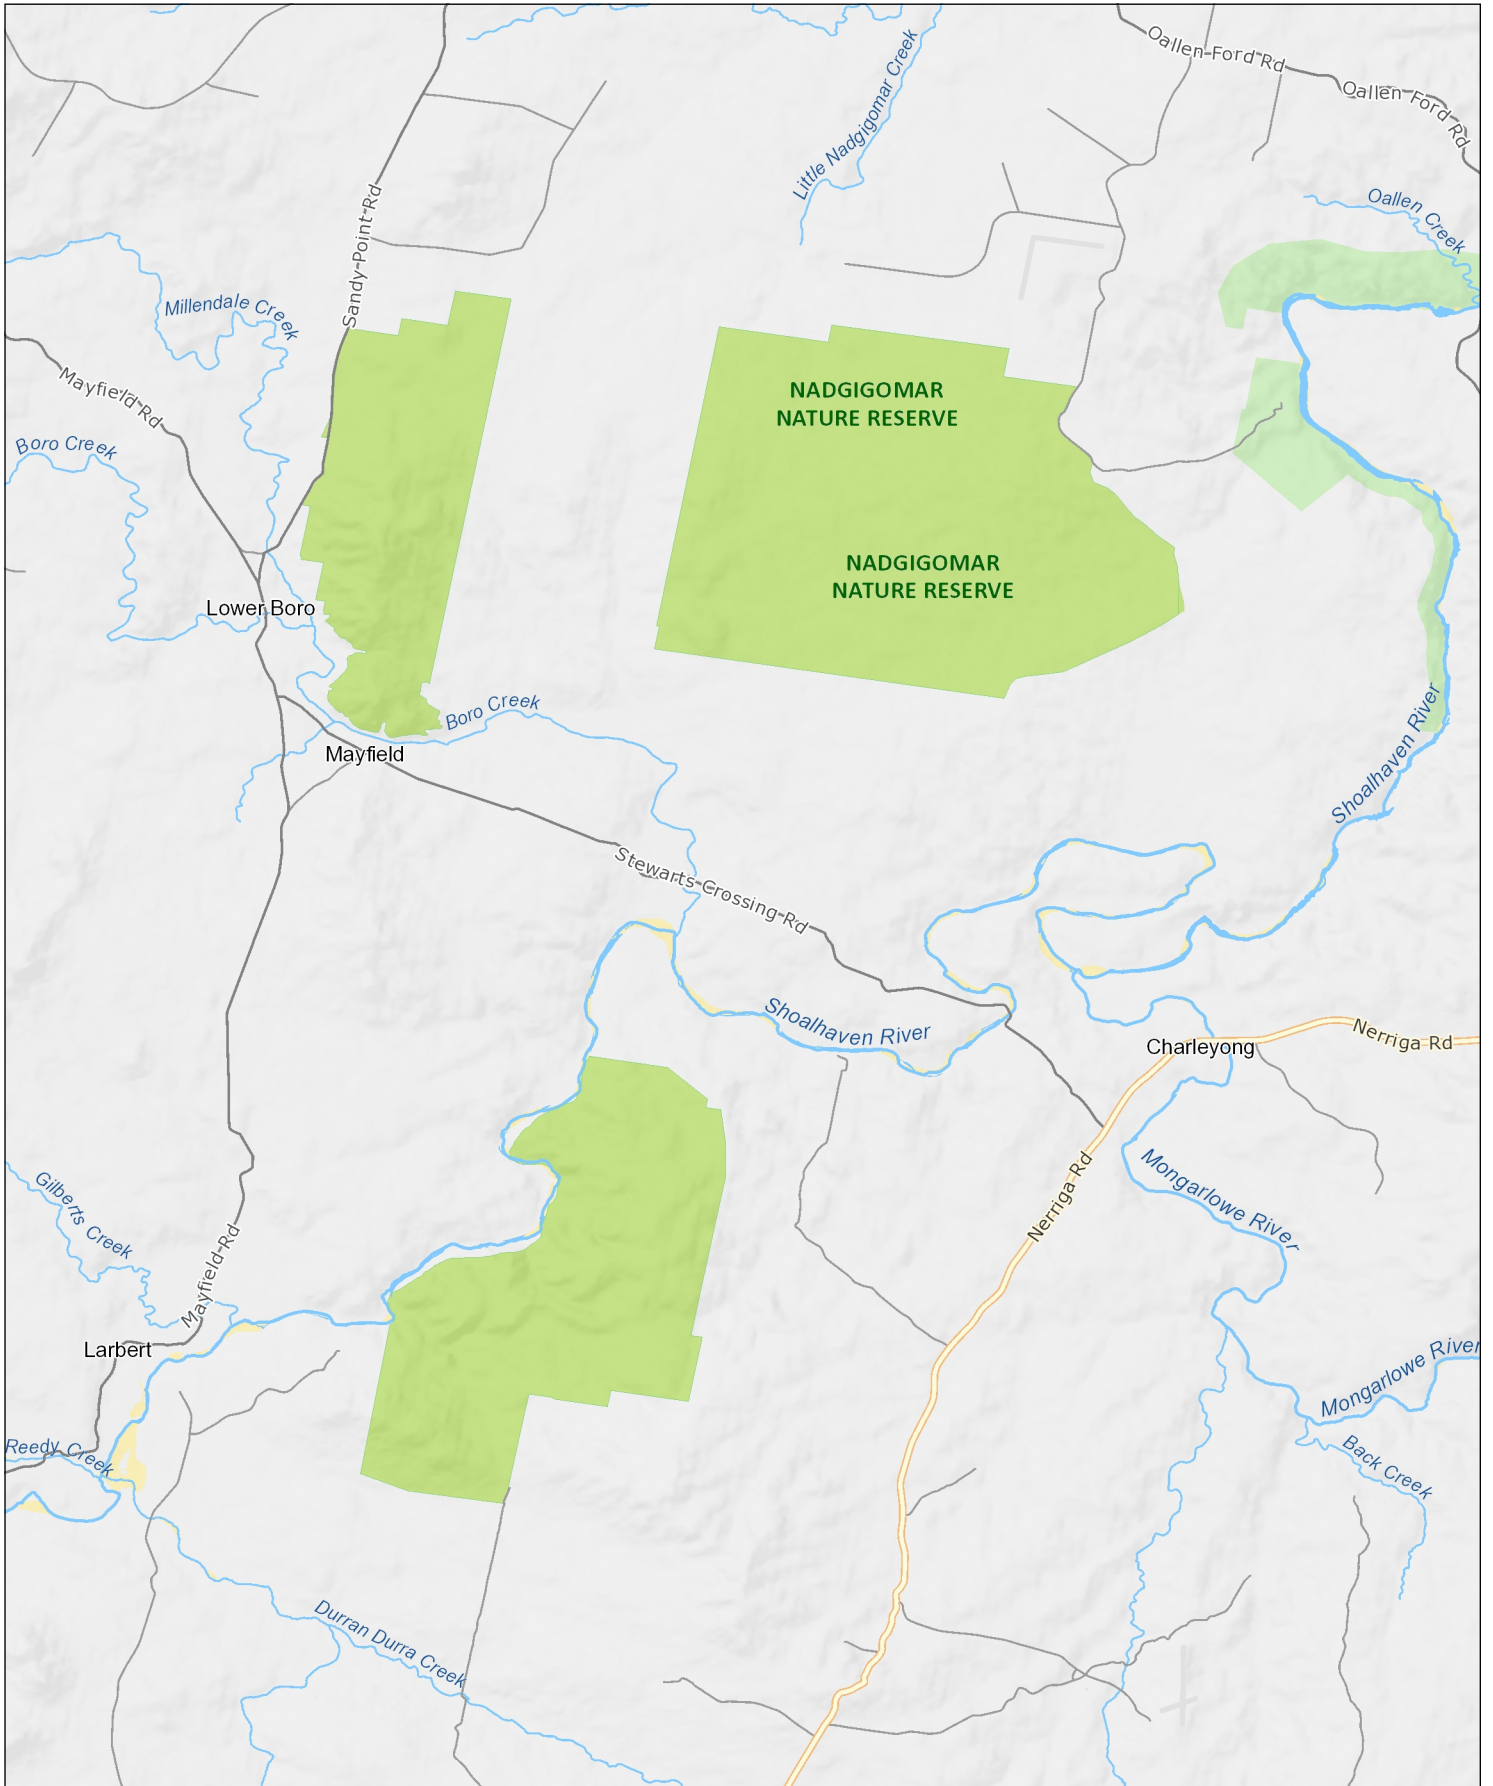 Oallen Ford Rd
Oallen Ford Rd
Little Nadgigomar Creek
Oallen Creek
Sandy Point Rd
Millendale Creek
Mayfield Rd
NADGIGOMAR
NATURE RESERVE
Boro Creek
NADGIGOMAR
NATURE RESERVE
Lower Boro
Boro Creek
Shoalhaven River
Mayfield
Stewarts Crossing Rd
Shoalhaven River
Nerriga Rd
Charleyong
Mongarlowe River
Nerriga Rd
Gilberts Creek
Mayfield Rd
Larbert
Mongarlowe River
Reedy Creek
Back Creek
Durran Durra Creek